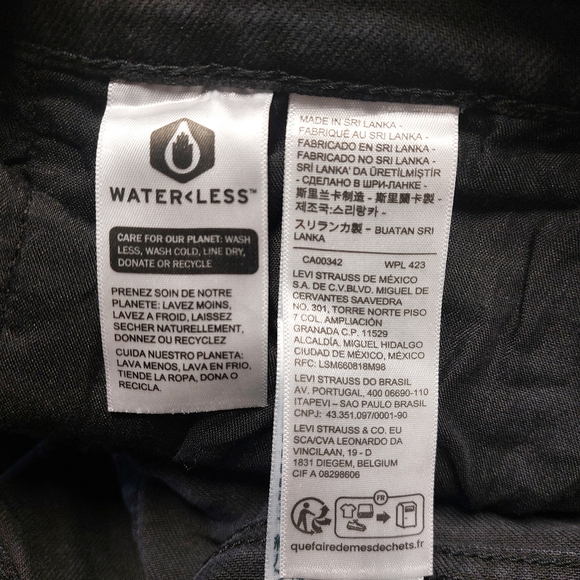 WATER<LESS™
CARE FOR OUR PLANET: WASH
LESS, WASH COLD, LINE DRY,
DONATE OR RECYCLE
PRENEZ SOIN DE NOTRE
PLANETE: LAVEZ MOINS,
LAVEZ A FROID, LAISSEZ
SECHER NATURELLEMENT,
DONNEZ OU RECYCLEZ
CUIDA NUESTRO PLANETA:
LAVA MENOS, LAVA EN FRIO,
TIENDE LA ROPA, DONA O
RECICLA.
MADE IN SRI LANKA -
FABRIQUÉ AU SRI LANKA -
FABRICADO EN SRI LANKA -
FABRICADO NO SRI LANKA -
SRİ LANKA' DA ÜRETİLMİŞTİR
- СДЕЛАНО В ШРИ-ЛАНКЕ -
斯里兰卡制造 - 斯里蘭卡製 -
제조국:스리랑카 -
スリランカ製 - BUATAN SRI
LANKA
CA00342 WPL 423
LEVI STRAUSS DE MÉXICO
S.A. DE C.V.BLVD. MIGUEL DE
CERVANTES SAAVEDRA
NO. 301, TORRE NORTE PISO
7 COL. AMPLIACIÓN
GRANADA C.P. 11529
ALCALDÍA, MIGUEL HIDALGO
CIUDAD DE MÉXICO, MÉXICO
RFC: LSM660818M98
LEVI STRAUSS DO BRASIL
AV. PORTUGAL, 400 06690-110
ITAPEVI – SAO PAULO BRASIL
CNPJ: 43.351.097/0001-90
LEVI STRAUSS & CO. EU
SCA/CVA LEONARDO DA
VINCILAAN, 19 - D
1831 DIEGEM, BELGIUM
CIF A 08298606
FR
quefairedemesdechets.fr